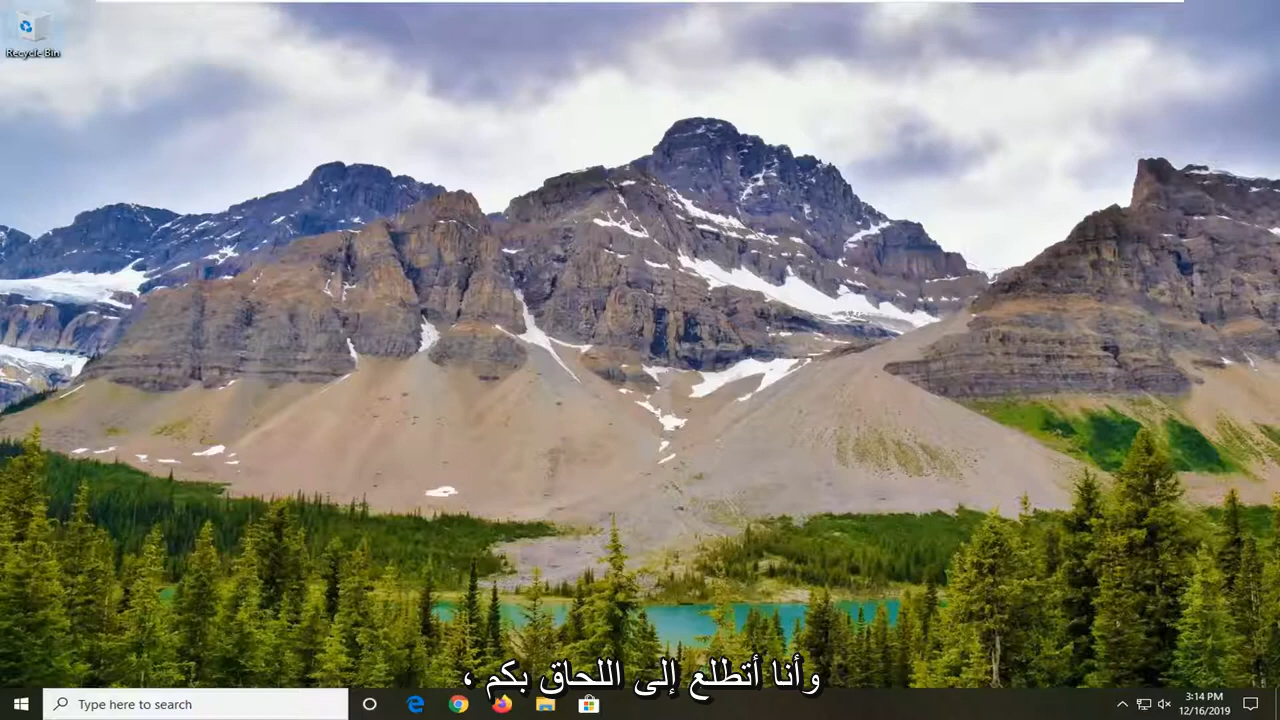 Recycle Bin
وأنا أتطلع إلى اللحاق بكم ،
Type here to search
3:14 PM
12/16/2019